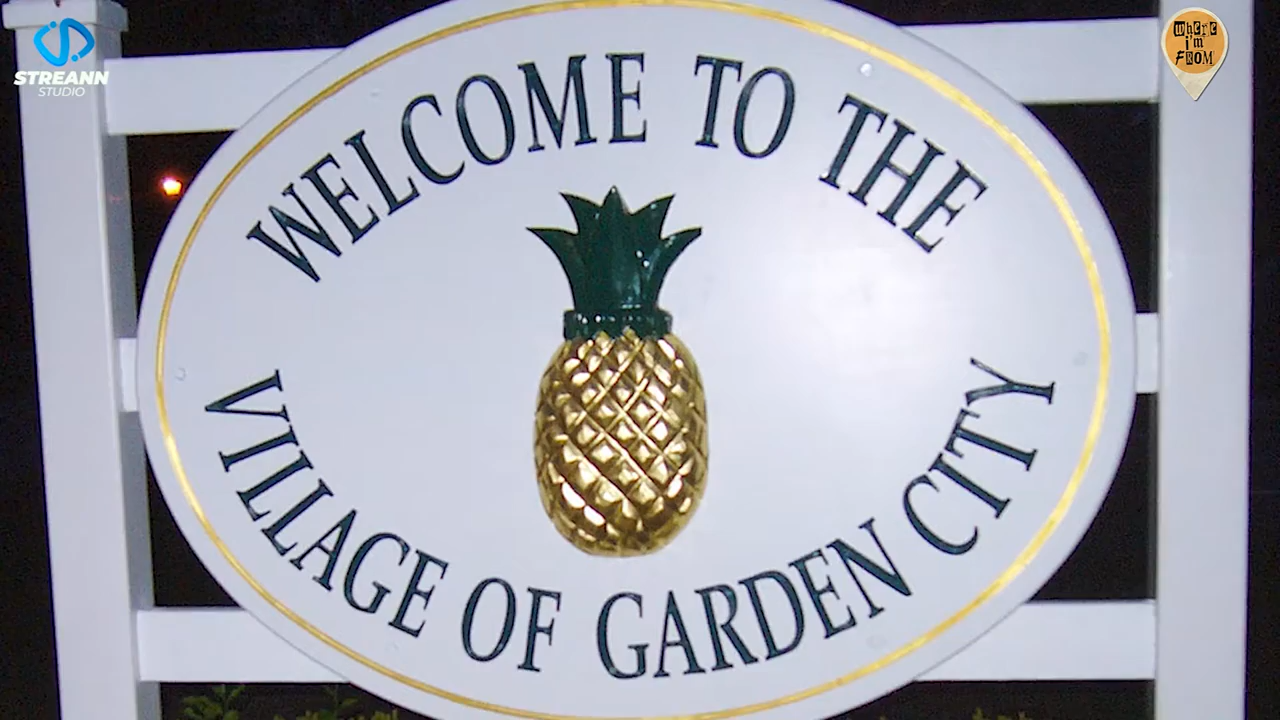 STREANN
STUDIO
where
i'm
FROM
WELCOME TO THE
VILLAGE OF GARDEN CITY